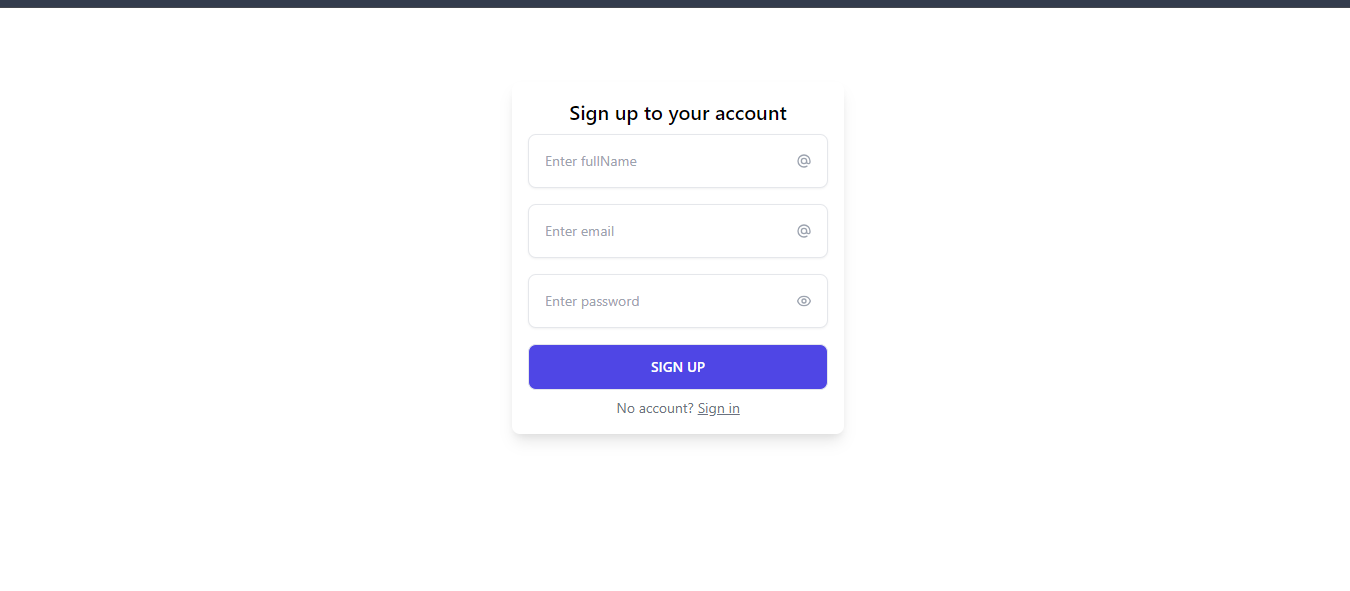 Sign up to your account
Enter fullName
Enter email
Enter password
SIGN UP
No account? Sign in